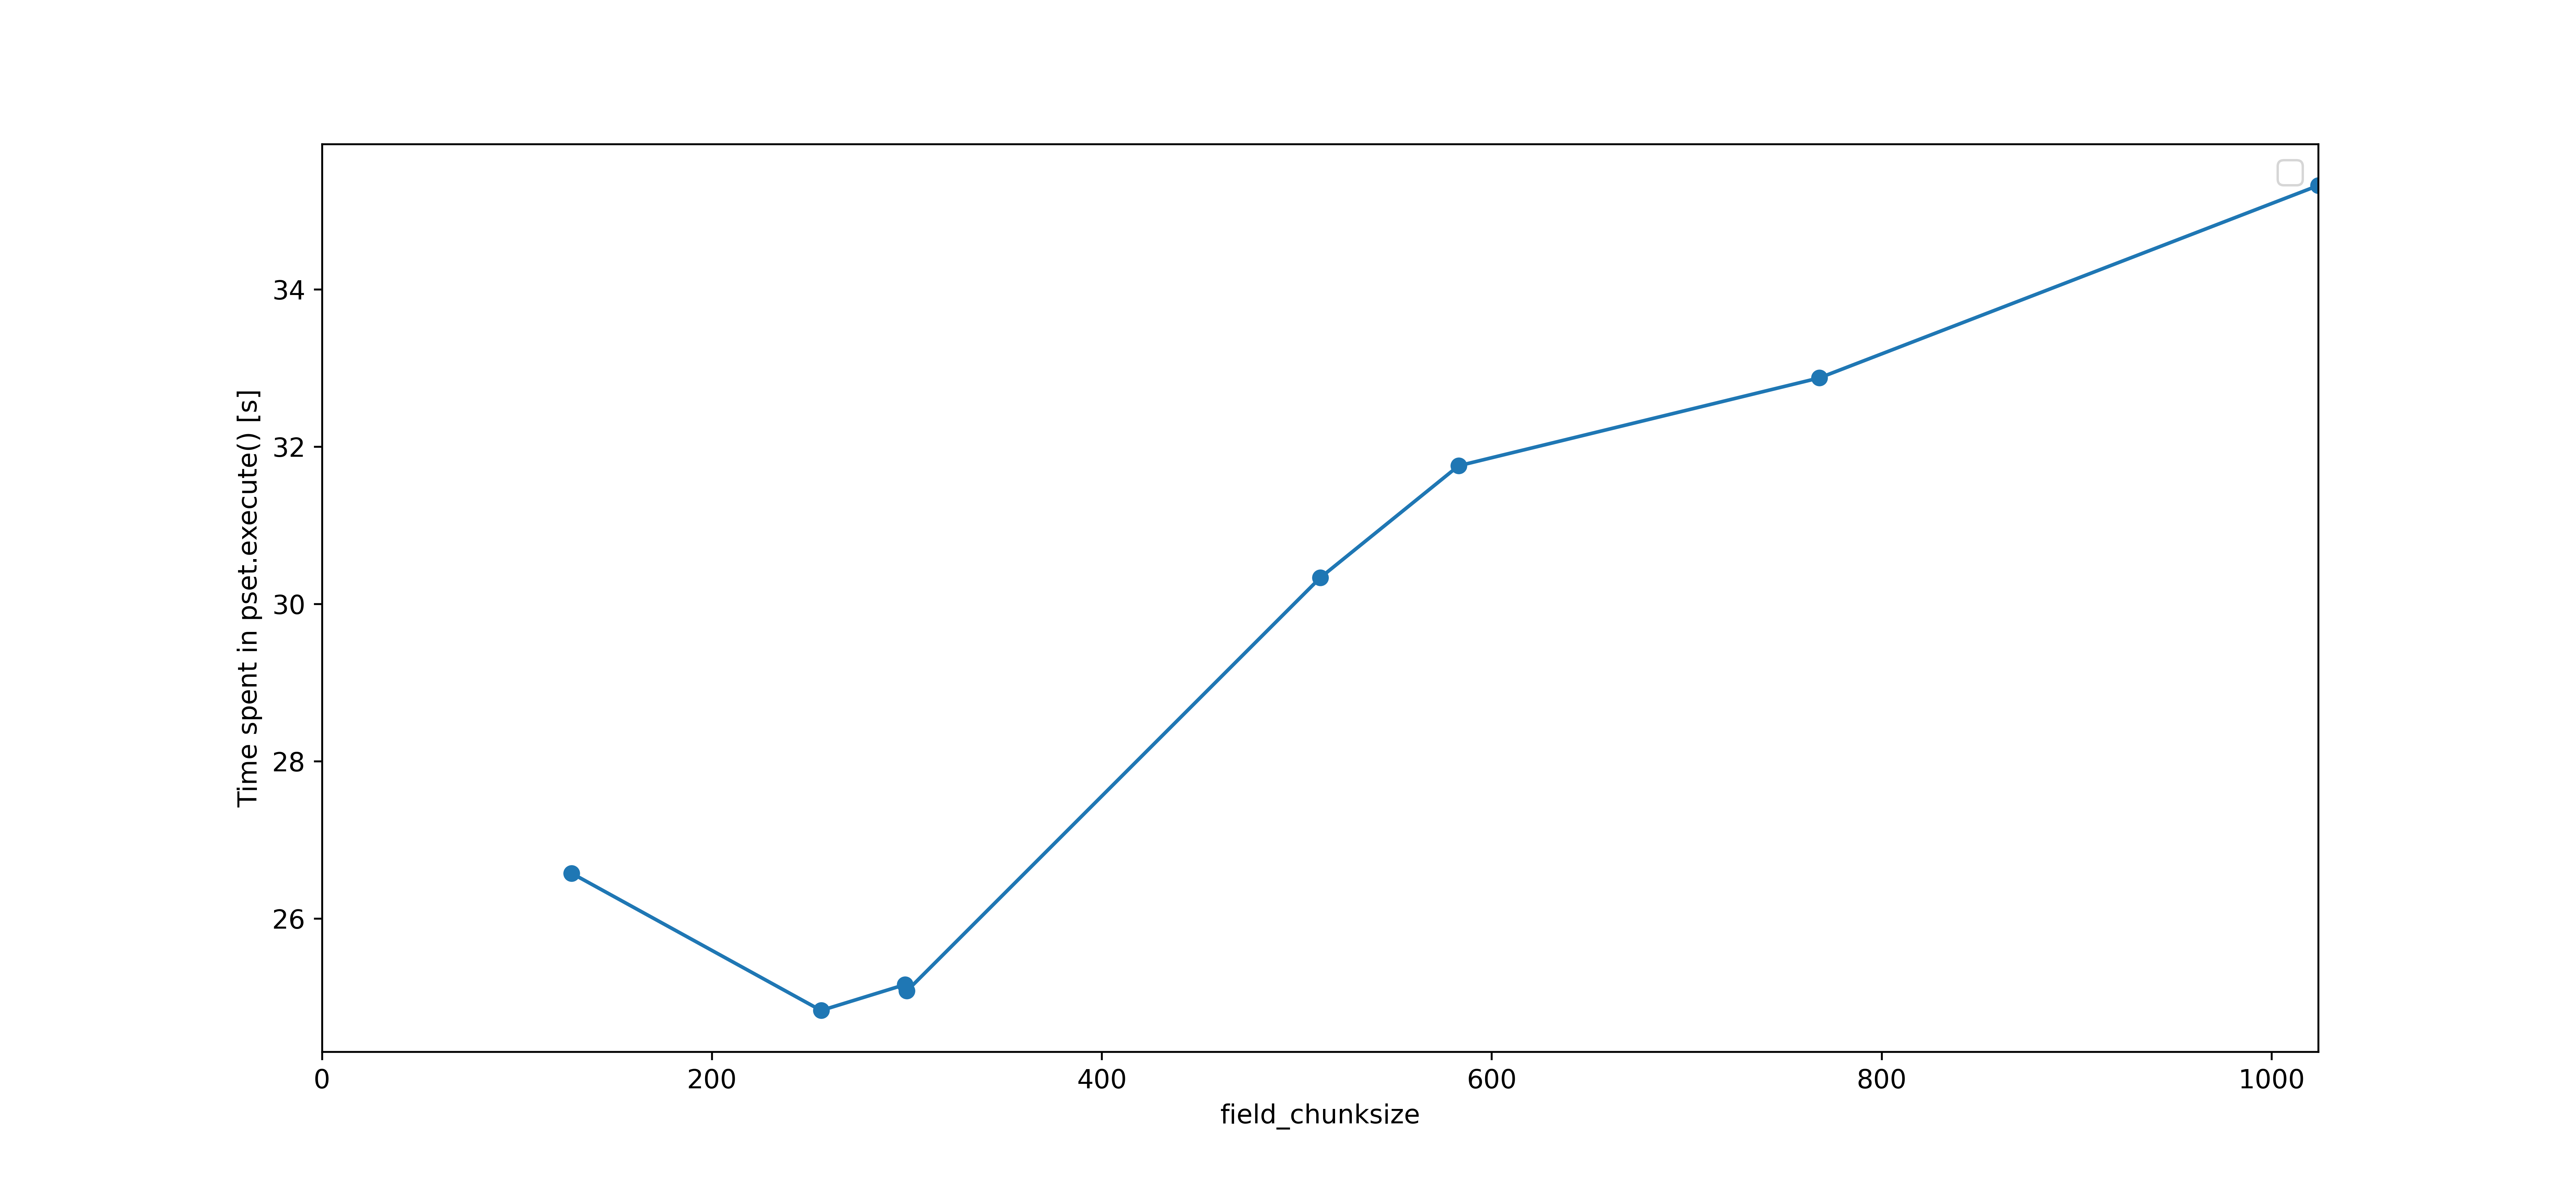 34
32
30
28
26
Time spent in pset.execute() [s]
0 200 400 600 800 1000
field_chunksize